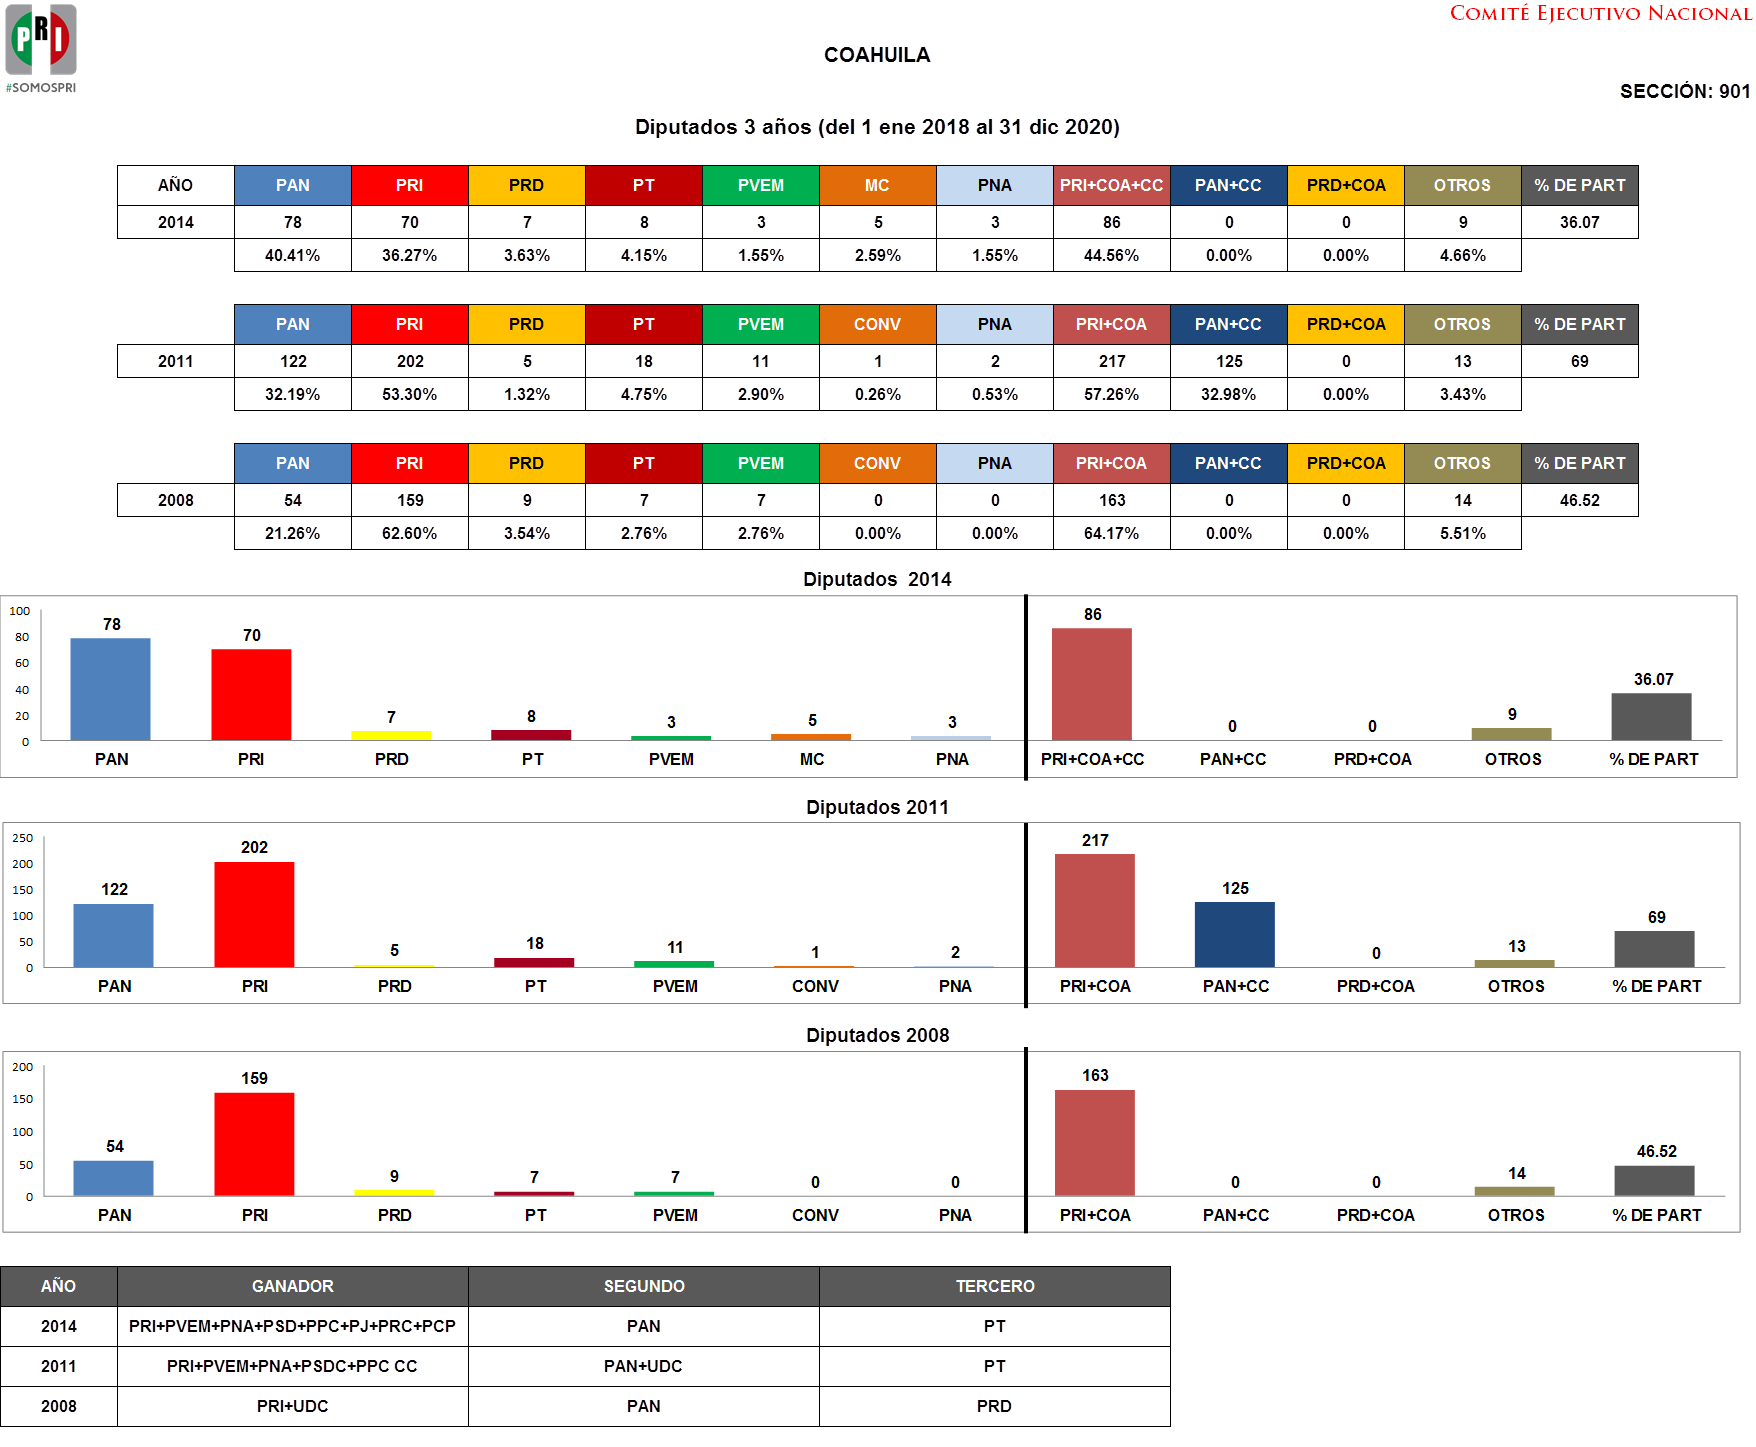 PRI
#SOMOSPRI
COMITÉ EJECUTIVO NACIONAL
COAHUILA
SECCIÓN: 901
Diputados 3 años (del 1 ene 2018 al 31 dic 2020)
AÑO PAN PRI PRD PT PVEM MC PNA PRI+COA+CC PAN+CC PRD+COA OTROS % DE PART
2014 78 70 7 8 3 5 3 86 0 0 9 36.07
40.41% 36.27% 3.63% 4.15% 1.55% 2.59% 1.55% 44.56% 0.00% 0.00% 4.66%
PAN PRI PRD PT PVEM CONV PNA PRI+COA PAN+CC PRD+COA OTROS % DE PART
2011 122 202 5 18 11 1 2 217 125 0 13 69
32.19% 53.30% 1.32% 4.75% 2.90% 0.26% 0.53% 57.26% 32.98% 0.00% 3.43%
PAN PRI PRD PT PVEM CONV PNA PRI+COA PAN+CC PRD+COA OTROS % DE PART
2008 54 159 9 7 7 0 0 163 0 0 14 46.52
21.26% 62.60% 3.54% 2.76% 2.76% 0.00% 0.00% 64.17% 0.00% 0.00% 5.51%
Diputados 2014
100
80
60
40
20
0
78 70 7 8 3 5 3 86 0 0 9 36.07
PAN PRI PRD PT PVEM MC PNA PRI+COA+CC PAN+CC PRD+COA OTROS % DE PART
Diputados 2011
250
200
150
100
50
0
122 202 5 18 11 1 2 217 125 0 13 69
PAN PRI PRD PT PVEM CONV PNA PRI+COA PAN+CC PRD+COA OTROS % DE PART
Diputados 2008
200
150
100
50
0
54 159 9 7 7 0 0 163 0 0 14 46.52
PAN PRI PRD PT PVEM CONV PNA PRI+COA PAN+CC PRD+COA OTROS % DE PART
AÑO GANADOR SEGUNDO TERCERO
2014 PRI+PVEM+PNA+PSD+PPC+PJ+PRC+PCP PAN PT
2011 PRI+PVEM+PNA+PSDC+PPC CC PAN+UDC PT
2008 PRI+UDC PAN PRD